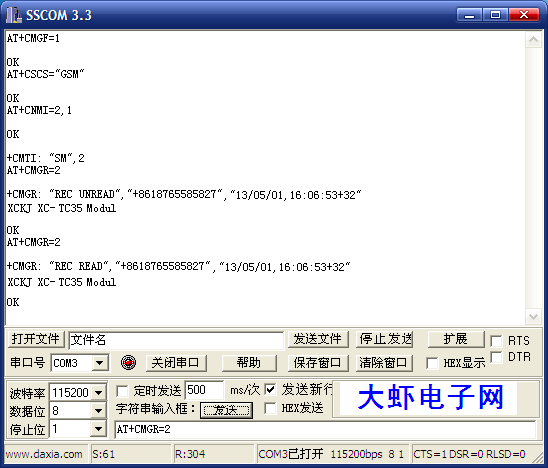 SSCOM 3.3
AT+CMGF=1
OK
AT+CSCS="GSM"
OK
AT+CNMI=2,1
OK
+CMTI: "SM",2
AT+CMGR=2
+CMGR: "REC UNREAD","+8618765585827","13/05/01,16:06:53+32"
XCKJ XC-TC35 Modul
OK
AT+CMGR=2
+CMGR: "REC READ","+8618765585827","13/05/01,16:06:53+32"
XCKJ XC-TC35 Modul
OK
打开文件 文件名 发送文件 停止发送 扩展 RTS
串口号 COM3 关闭串口 帮助 保存窗口 清除窗口 HEX显示 DTR
波特率 115200 定时发送 500 ms/次 发送新行
数据位 8 字符串输入框: 发送 HEX发送
大虾电子网
停止位 1 AT+CMGR=2
www.daxia.com S:61 R:304 COM3已打开 115200bps 8 1 CTS=1 DSR=0 RLSD=0